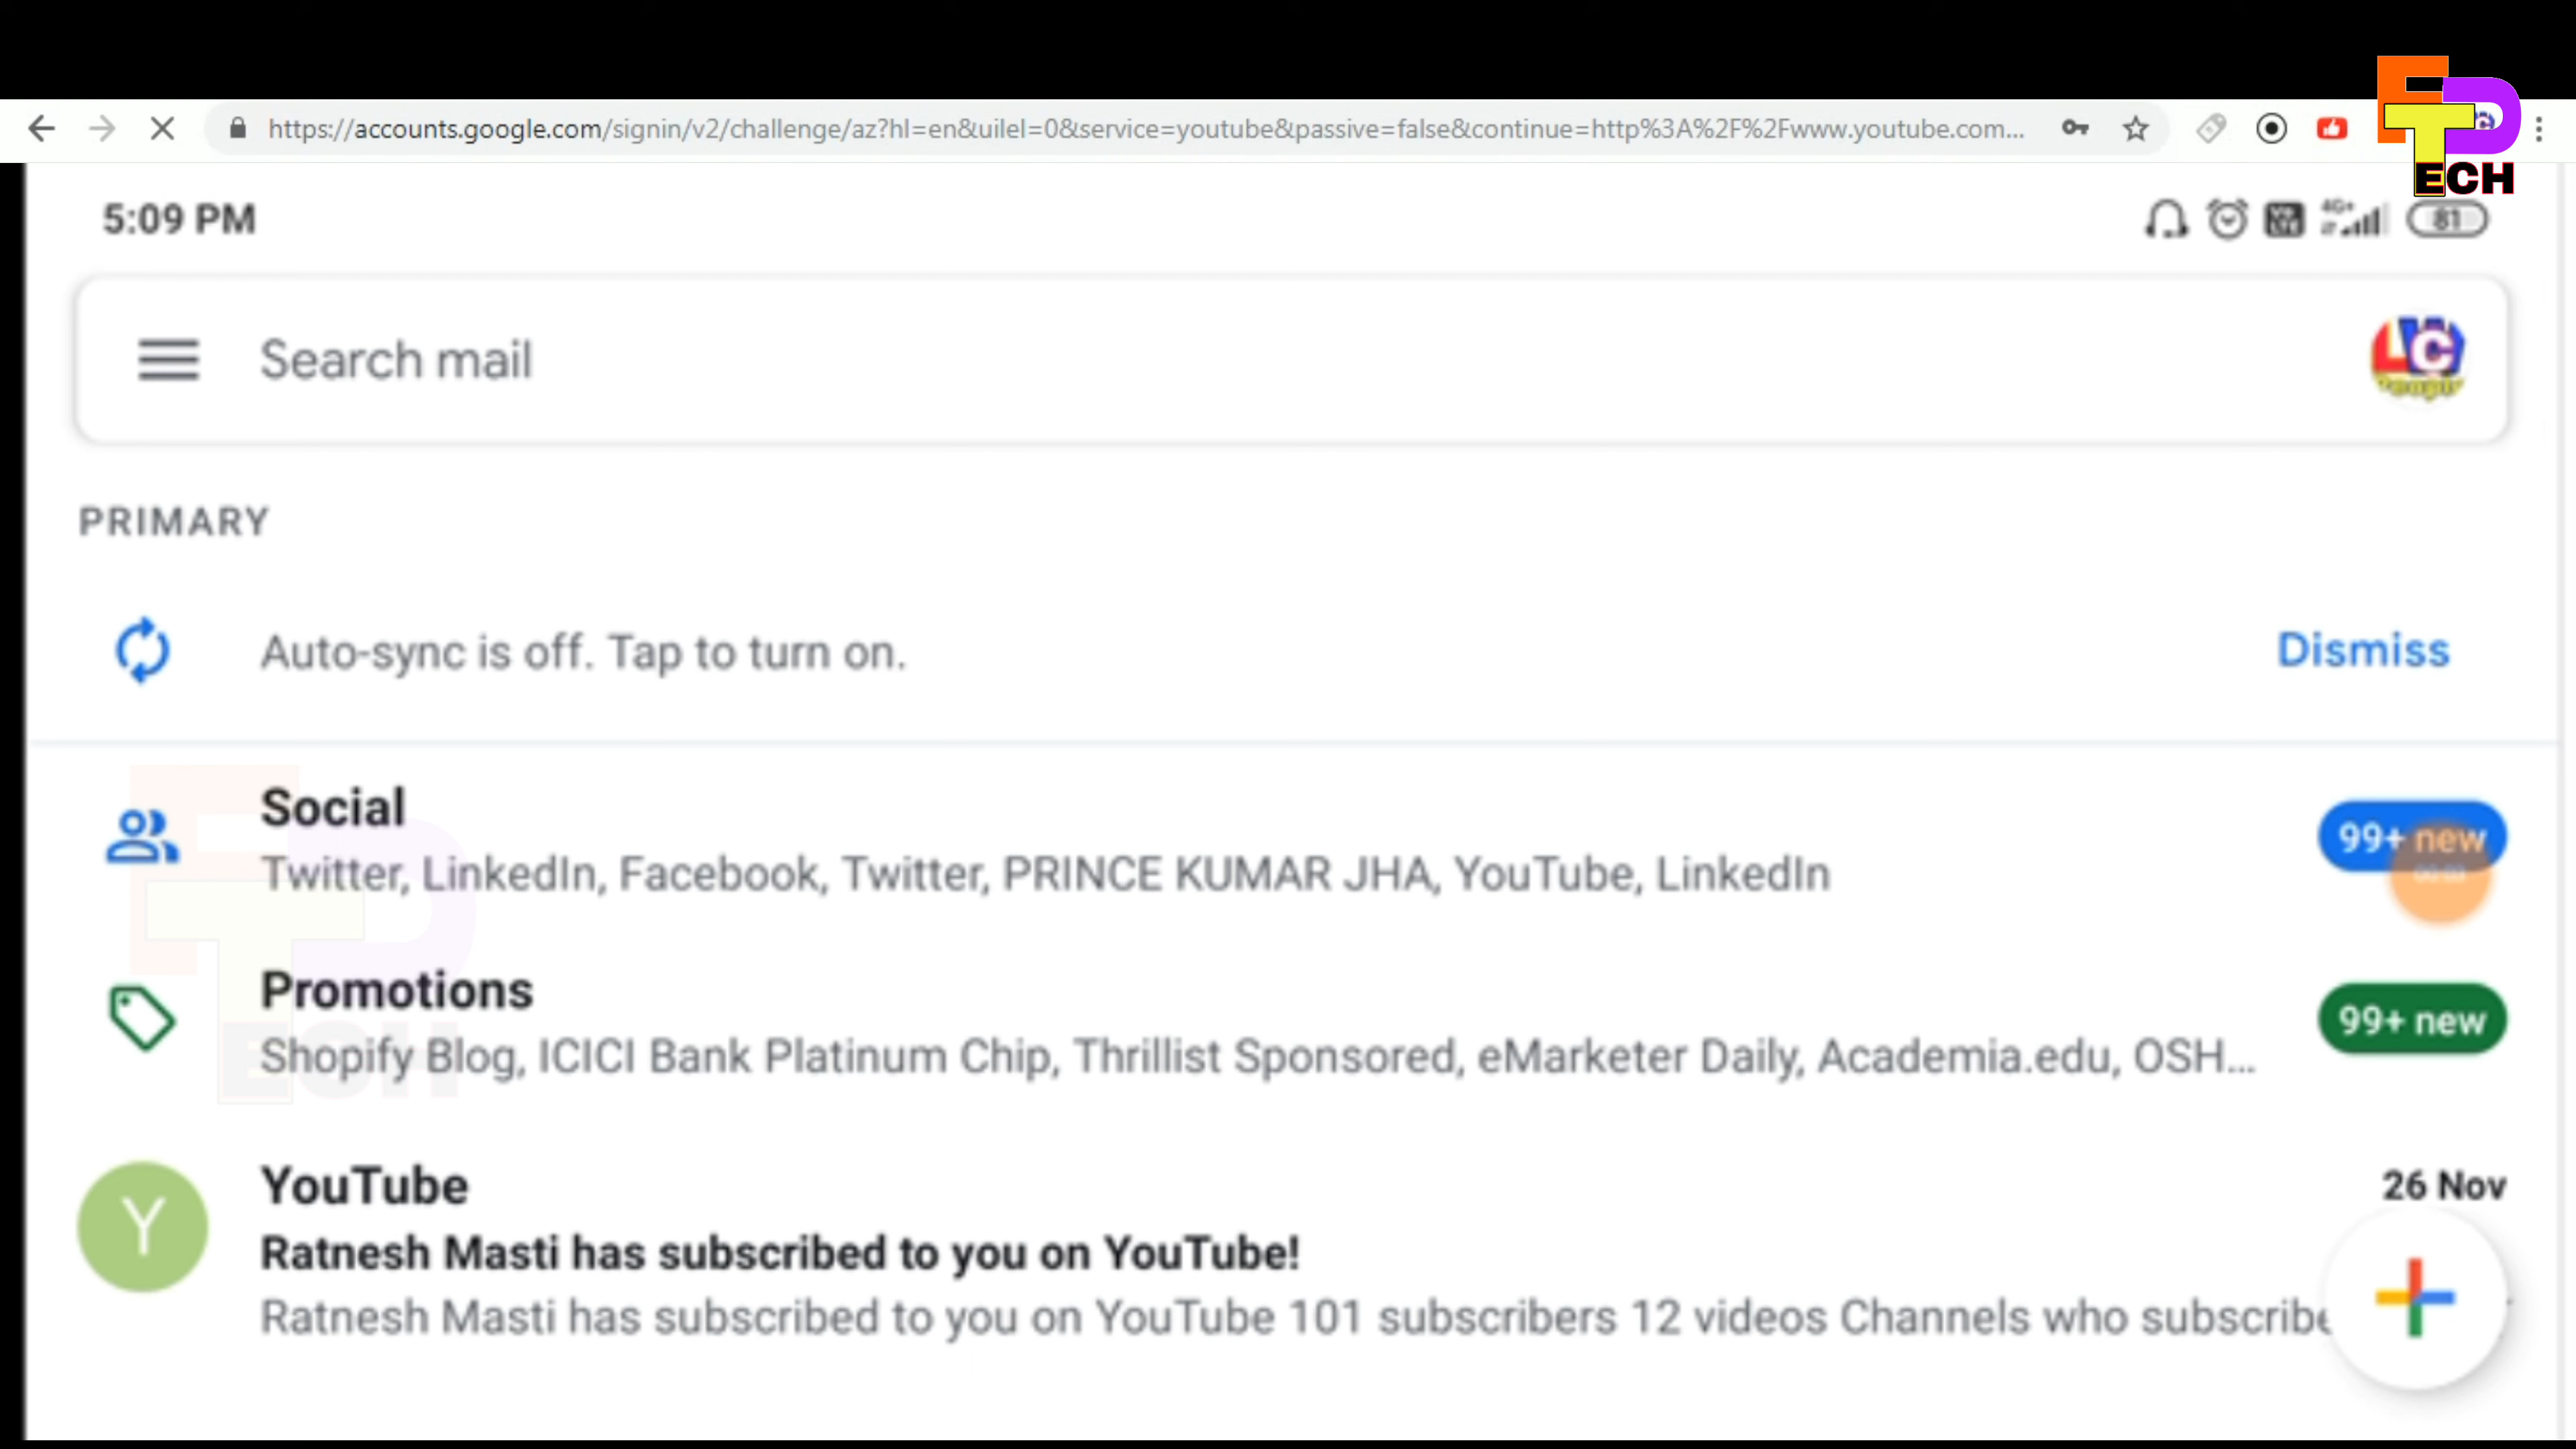 https://accounts.google.com/signin/v2/challenge/az?hl=en&uilel=0&service=youtube&passive=false&continue=http%3A%2F%2Fwww.youtube.com...
ECH
5:09 PM
4G+
81
Search mail
PRIMARY
Auto-sync is off. Tap to turn on.
Dismiss
Social
99+ new
Twitter, LinkedIn, Facebook, Twitter, PRINCE KUMAR JHA, YouTube, LinkedIn
Promotions
99+ new
Shopify Blog, ICICI Bank Platinum Chip, Thrillist Sponsored, eMarketer Daily, Academia.edu, OSH...
ECH
Y
YouTube
26 Nov
Ratnesh Masti has subscribed to you on YouTube!
Ratnesh Masti has subscribed to you on YouTube 101 subscribers 12 videos Channels who subscribe